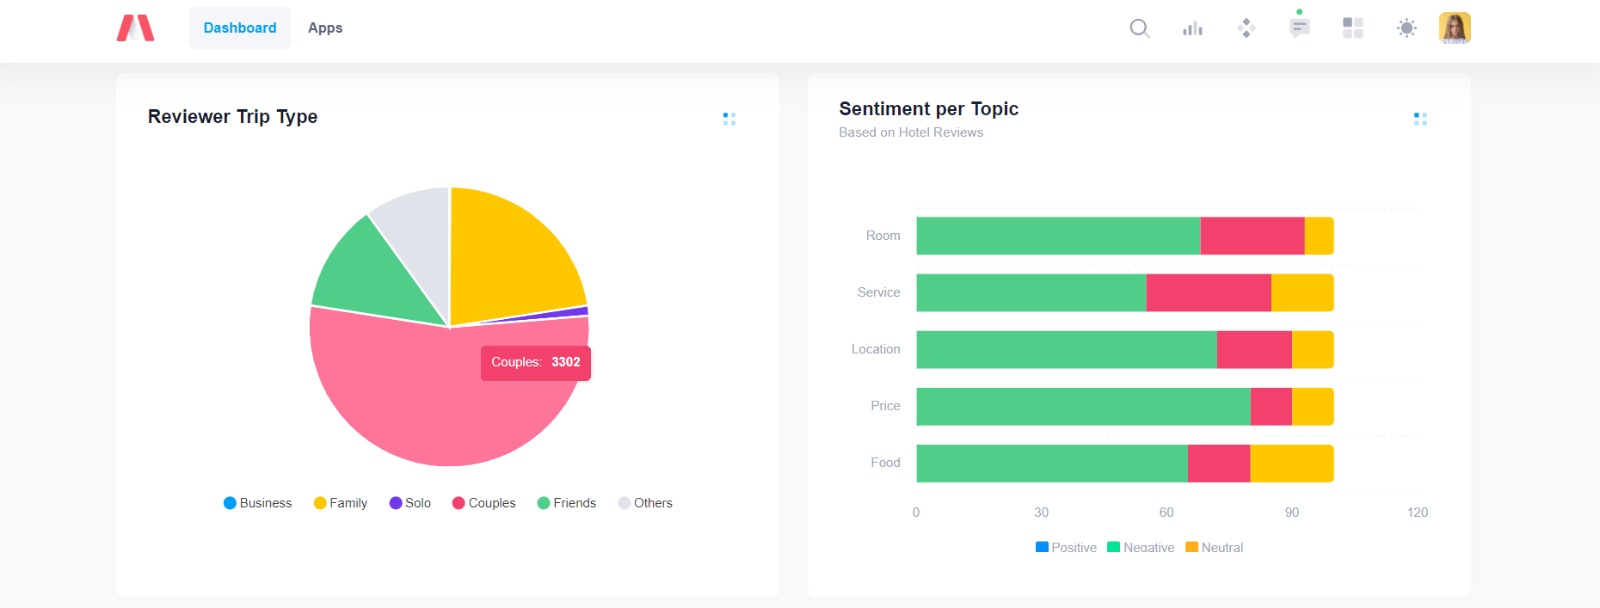 Dashboard Apps
Reviewer Trip Type
Couples: 3302
Business Family Solo Couples Friends Others
Sentiment per Topic
Based on Hotel Reviews
Room
Service
Location
Price
Food
0 30 60 90 120
Positive Negative Neutral